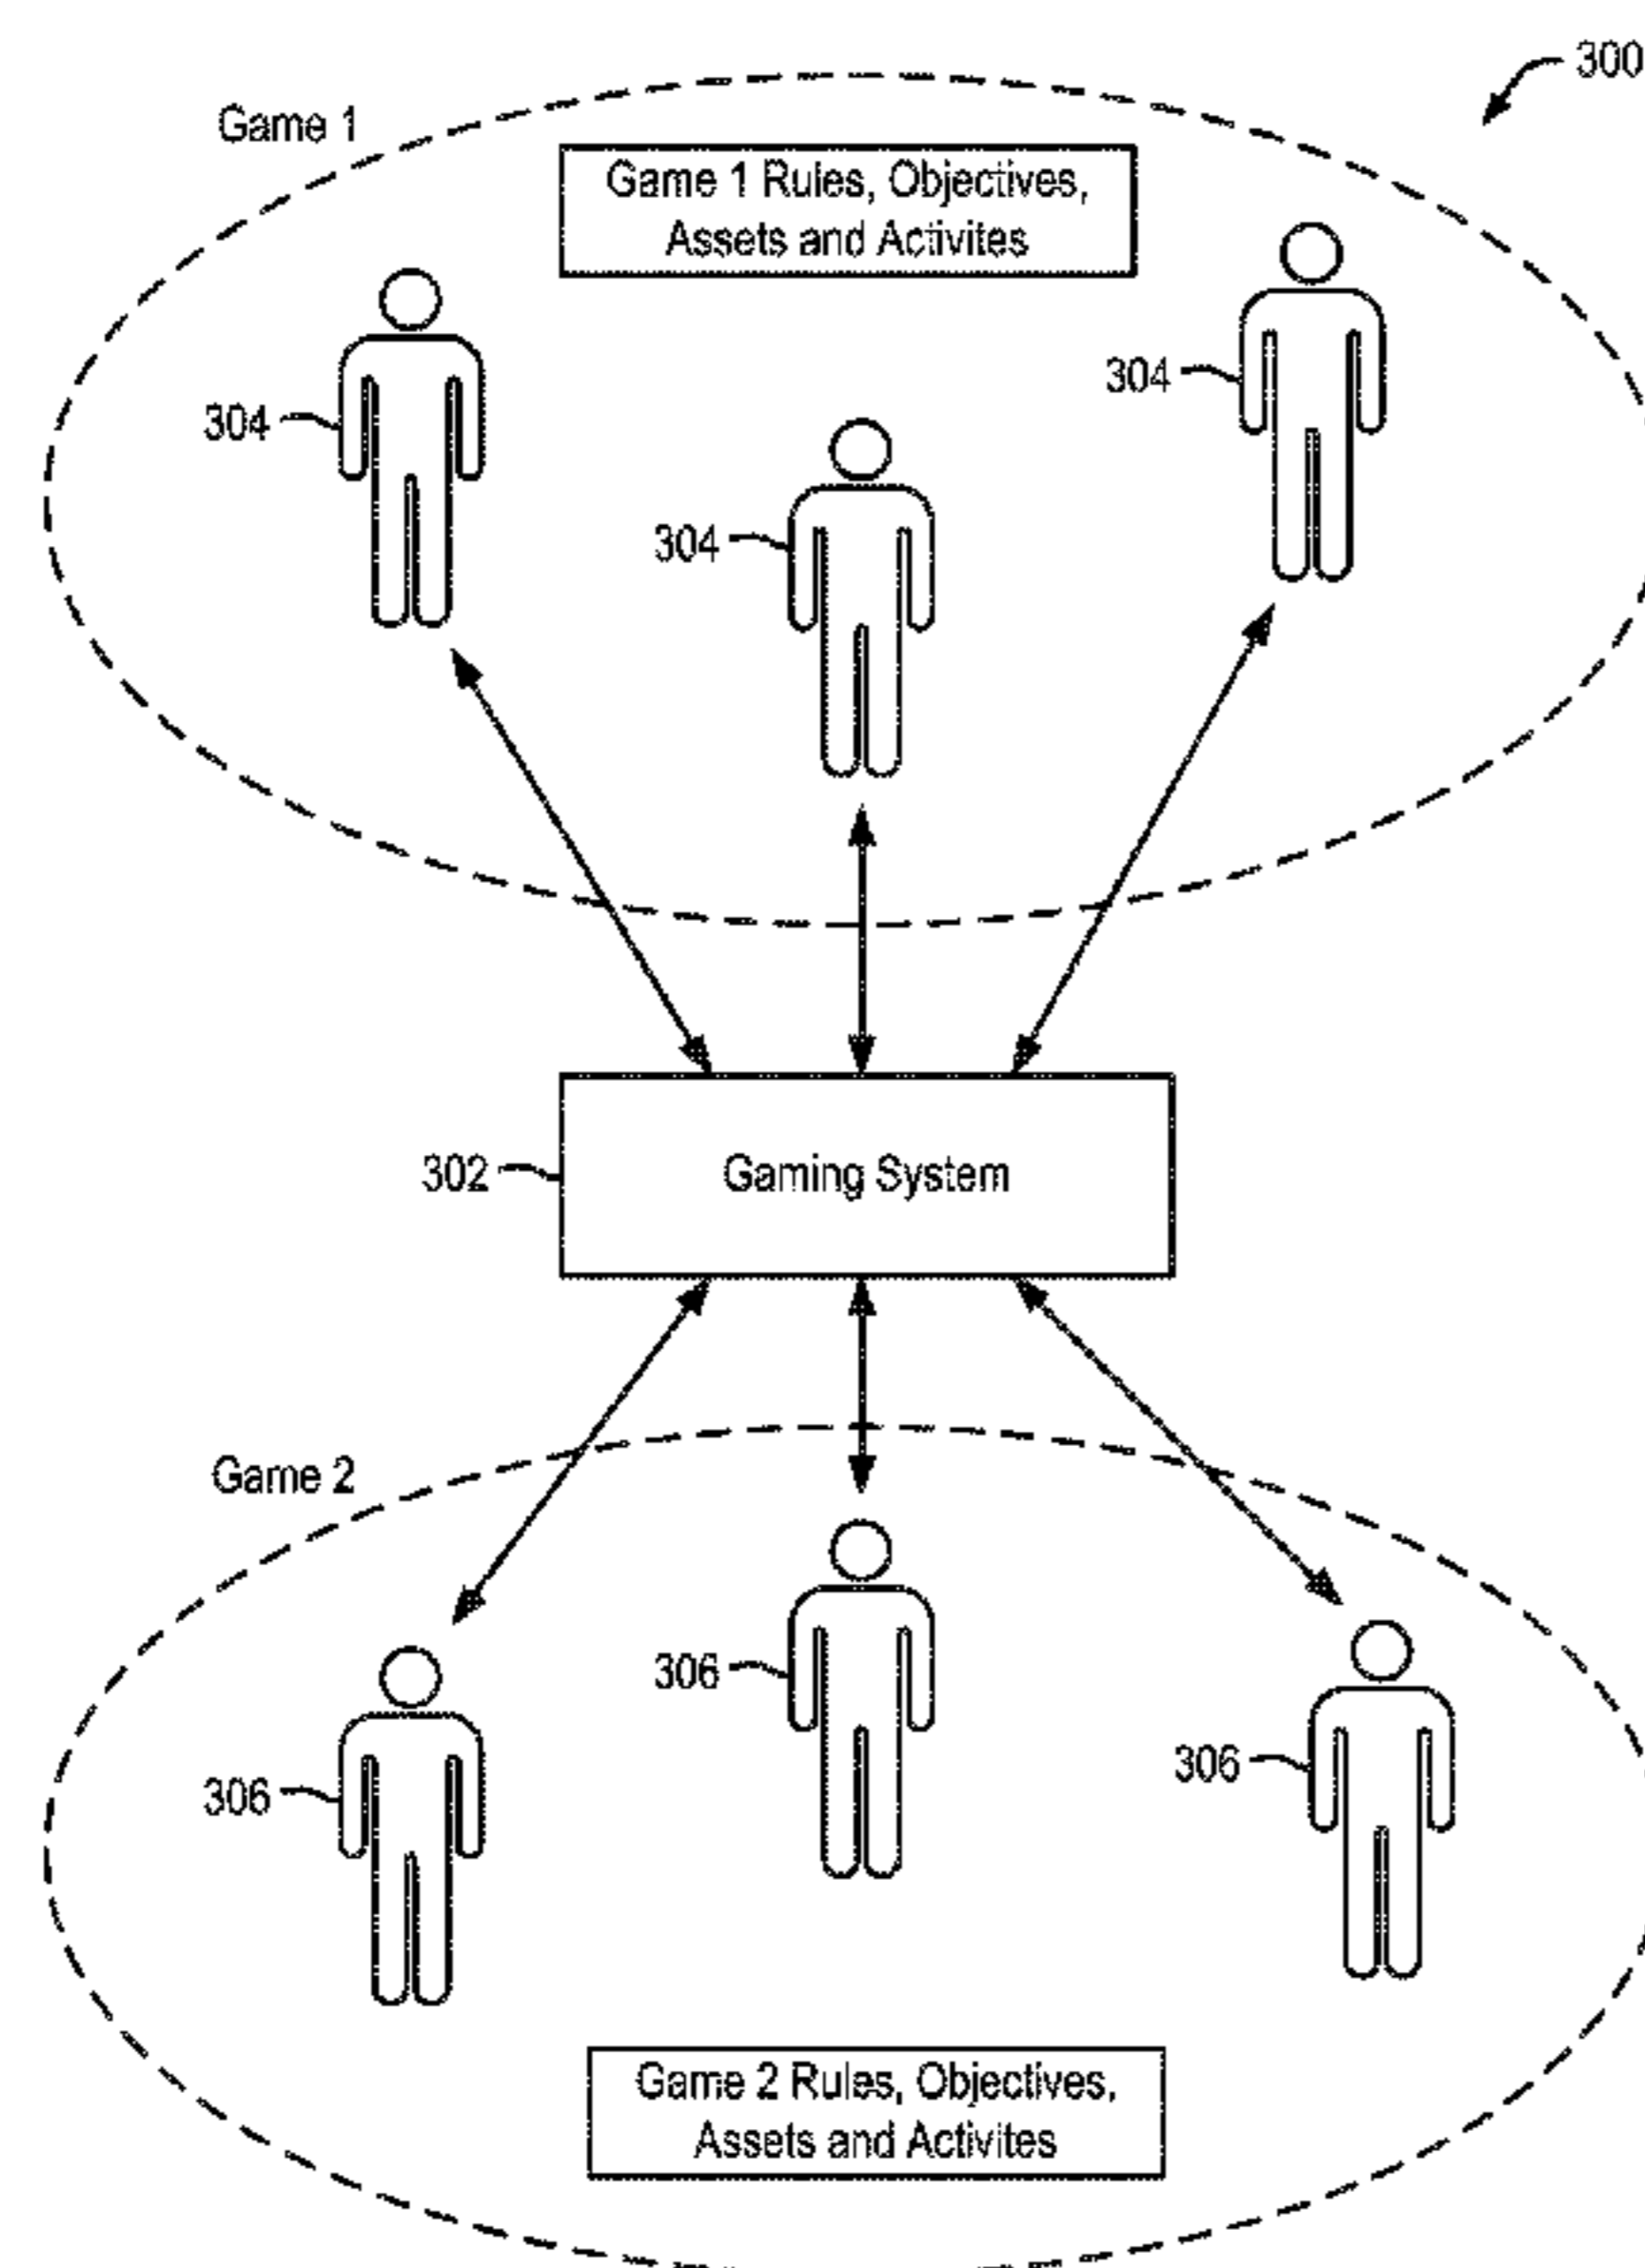 300
Game 1
Game 1 Rules, Objectives,
Assets and Activites
304
304
304
302
Gaming System
Game 2
306
306
306
Game 2 Rules, Objectives,
Assets and Activites